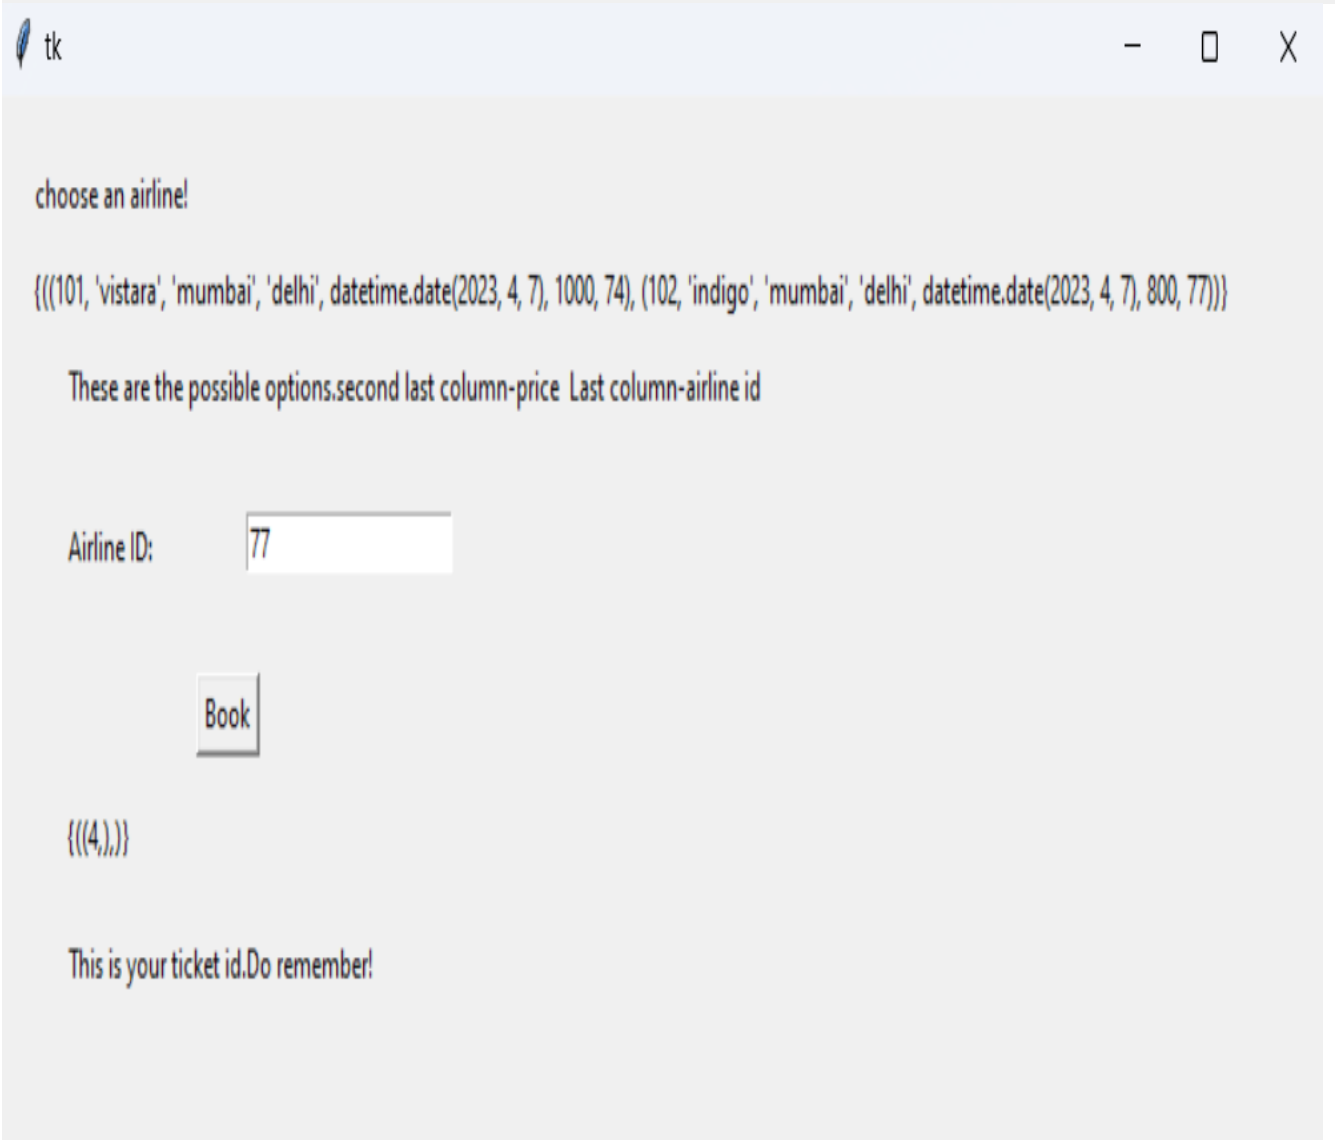 tk
choose an airline!
{((101, 'vistara', 'mumbai', 'delhi', datetime.date(2023, 4, 7), 1000, 74), (102, 'indigo', 'mumbai', 'delhi', datetime.date(2023, 4, 7), 800, 77))}
These are the possible options.second last column-price  Last column-airline id
Airline ID: 77
Book
{((4,),)}
This is your ticket id.Do remember!